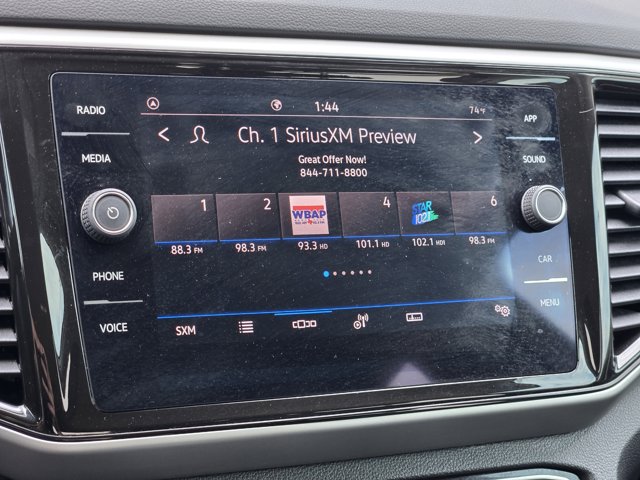 RADIO
MEDIA
PHONE
VOICE
1:44
74°F
Ch. 1 SiriusXM Preview
Great Offer Now!
844-711-8800
1 2 4 6
WBAP
STAR 102.1
88.3 FM 98.3 FM 93.3 HD 101.1 HD 102.1 HD1 98.3 FM
SXM
APP
SOUND
CAR
MENU